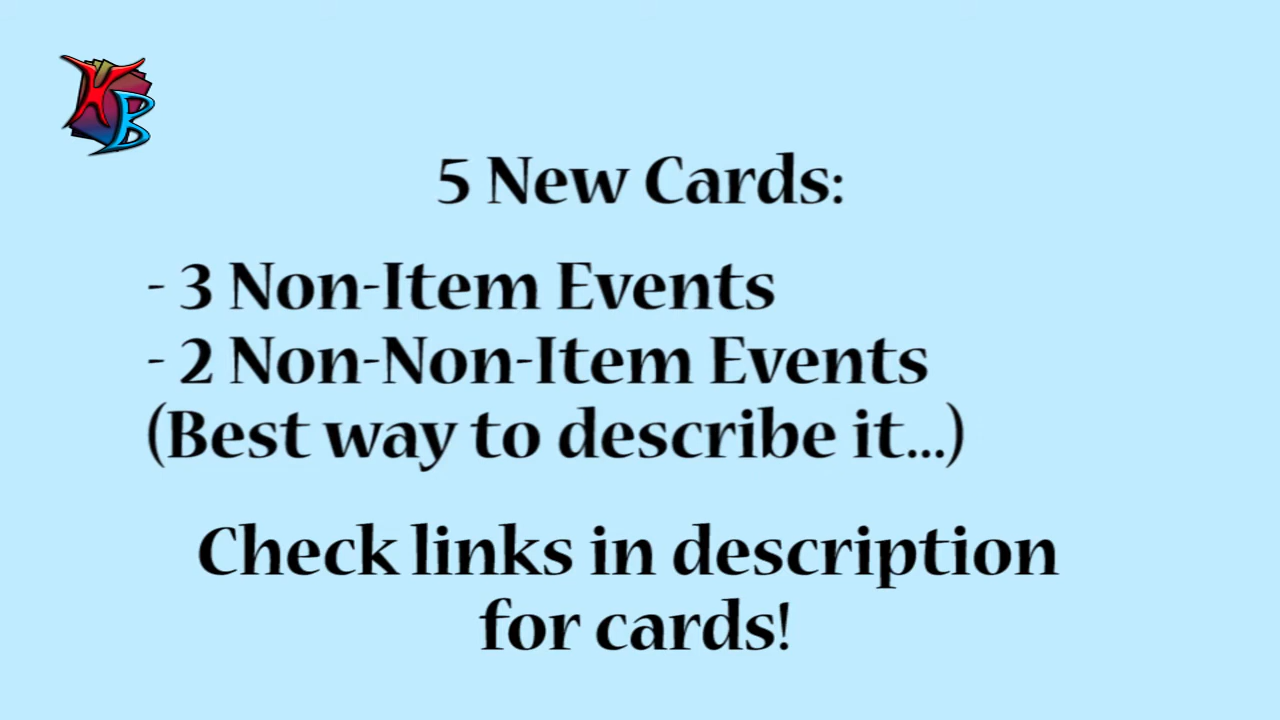 KB
5 New Cards:
- 3 Non-Item Events
- 2 Non-Non-Item Events
(Best way to describe it...)
Check links in description
for cards!